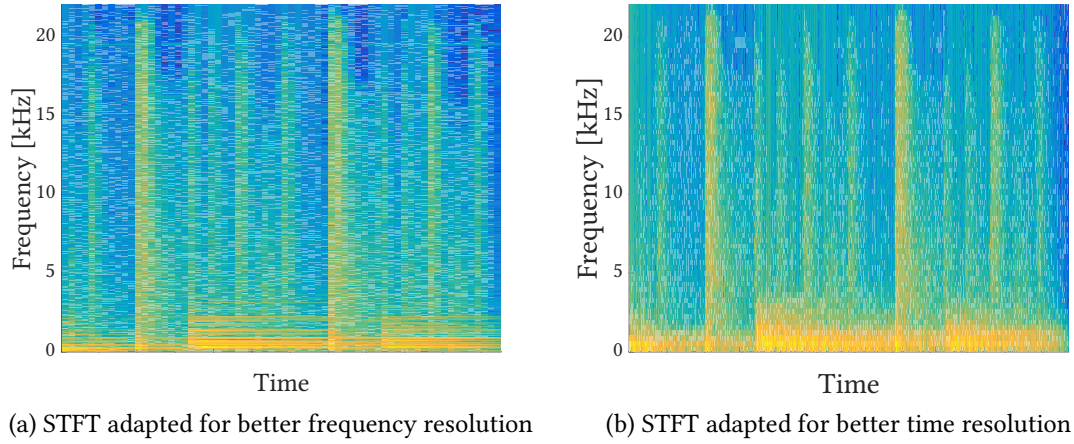 20
15
10
5
0
Frequency [kHz]
Time
(a) STFT adapted for better frequency resolution
20
15
10
5
0
Frequency [kHz]
Time
(b) STFT adapted for better time resolution